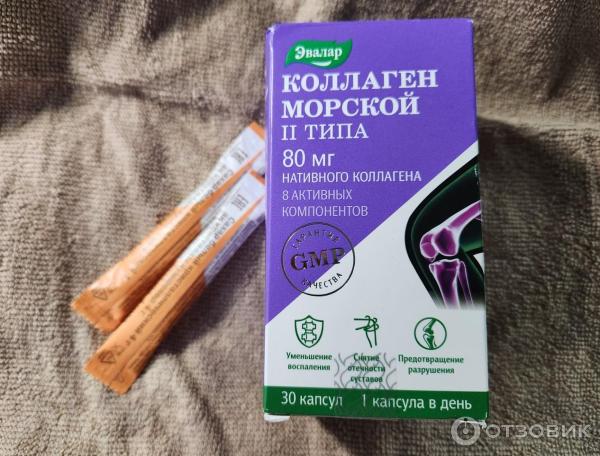 Эвалар
КОЛЛАГЕН
МОРСКОЙ
II ТИПА
80 мг
НАТИВНОГО КОЛЛАГЕНА
8 АКТИВНЫХ
КОМПОНЕНТОВ
ГАРАНТИЯ
GMP
КАЧЕСТВА
Уменьшение
воспаления
Снятие
отечности
суставов
Предотвращение
разрушения
30 капсул
1 капсула в день
ОТЗОВИК